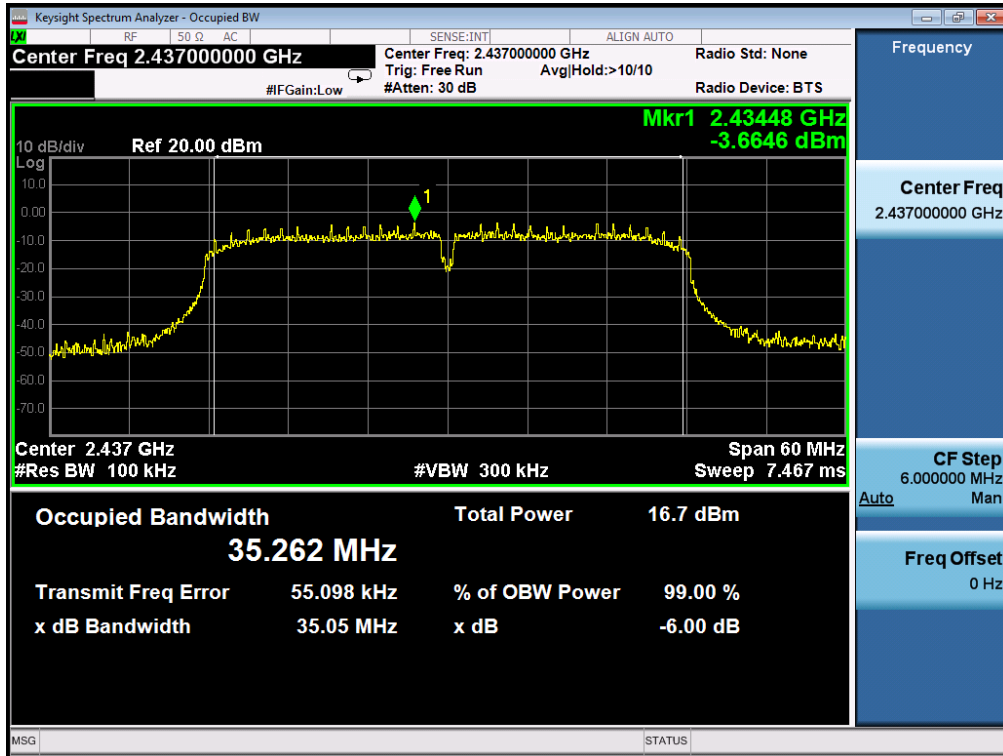 Keysight Spectrum Analyzer - Occupied BW
LXI RF 50 Ω AC SENSE:INT ALIGN AUTO
Center Freq 2.437000000 GHz
Center Freq: 2.437000000 GHz Radio Std: None
Trig: Free Run Avg|Hold:>10/10
#IFGain:Low #Atten: 30 dB Radio Device: BTS
Mkr1 2.43448 GHz
-3.6646 dBm
10 dB/div Ref 20.00 dBm
Log
10.0
0.00
-10.0
-20.0
-30.0
-40.0
-50.0
-60.0
-70.0
1
Center 2.437 GHz Span 60 MHz
#Res BW 100 kHz #VBW 300 kHz Sweep 7.467 ms
Occupied Bandwidth Total Power 16.7 dBm
35.262 MHz
Transmit Freq Error 55.098 kHz % of OBW Power 99.00 %
x dB Bandwidth 35.05 MHz x dB -6.00 dB
MSG STATUS
Frequency
Center Freq
2.437000000 GHz
CF Step
6.000000 MHz
Auto Man
Freq Offset
0 Hz